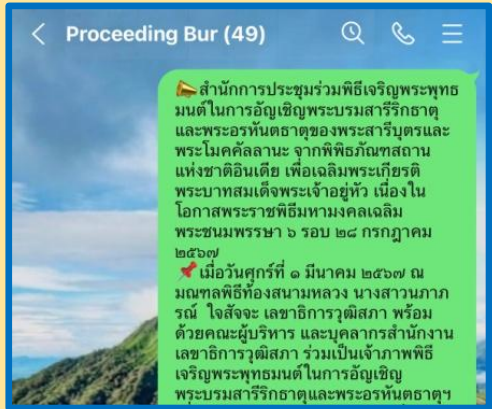 Proceeding Bur (49)
📣สำนักการประชุมร่วมพิธีเจริญพระพุทธ
มนต์ในการอัญเชิญพระบรมสารีริกธาตุ
และพระอรหันตธาตุของพระสารีบุตรและ
พระโมคคัลลานะ จากพิพิธภัณฑสถาน
แห่งชาติอินเดีย เพื่อเฉลิมพระเกียรติ
พระบาทสมเด็จพระเจ้าอยู่หัว เนื่องใน
โอกาสพระราชพิธีมหามงคลเฉลิม
พระชนมพรรษา ๖ รอบ ๒๘ กรกฎาคม
๒๕๖๗
📌เมื่อวันศุกร์ที่ ๑ มีนาคม ๒๕๖๗ ณ
มณฑลพิธีท้องสนามหลวง นางสาวนภาภ
รณ์ ใจสัจจะ เลขาธิการวุฒิสภา พร้อม
ด้วยคณะผู้บริหาร และบุคลากรสำนักงาน
เลขาธิการวุฒิสภา ร่วมเป็นเจ้าภาพพิธี
เจริญพระพุทธมนต์ในการอัญเชิญ
พระบรมสารีริกธาตุและพระอรหันตธาตุฯ